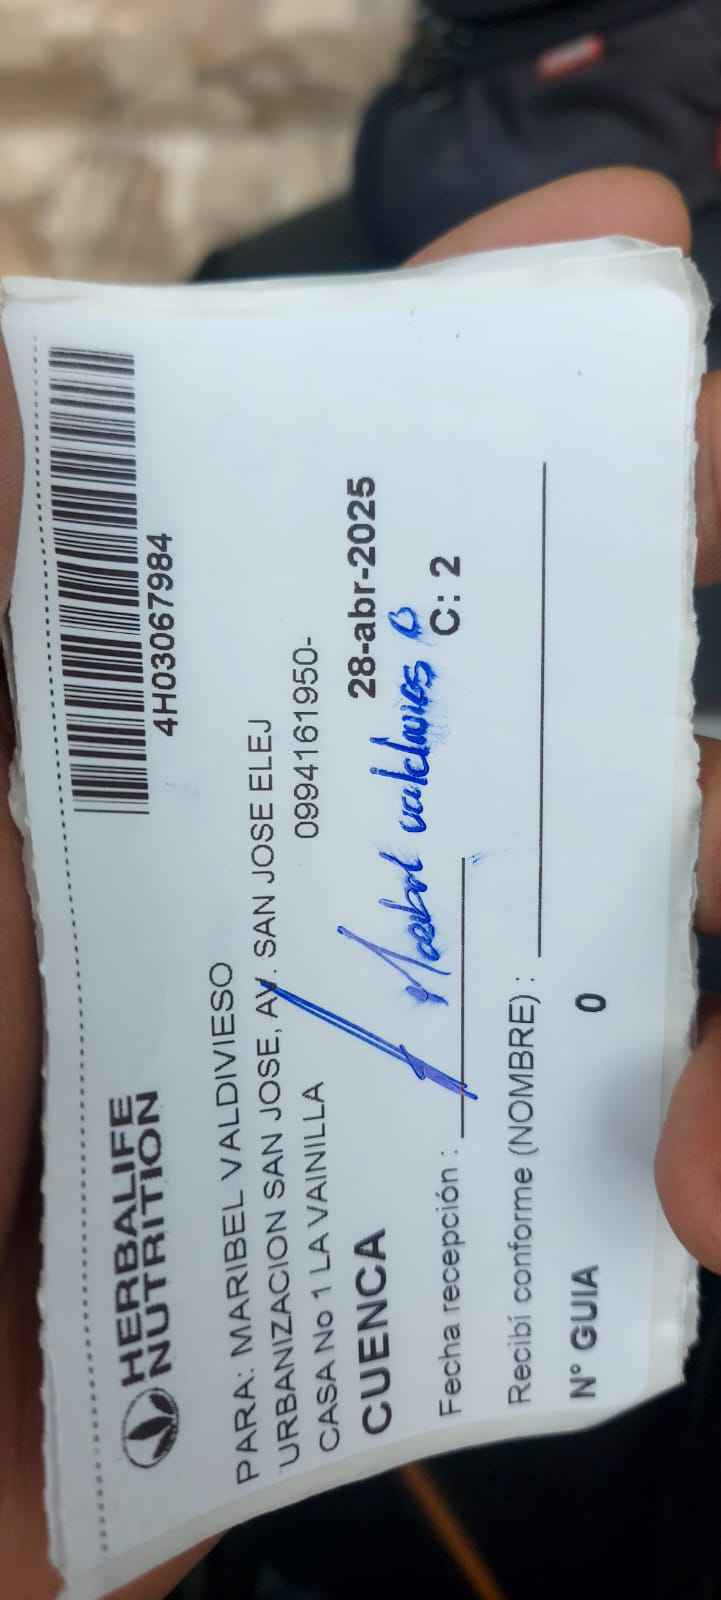 HERBALIFE
NUTRITION
4H03067984
PARA: MARIBEL VALDIVIESO
URBANIZACION SAN JOSE, AV. SAN JOSE ELEJ
CASA No 1 LA VAINILLA
0994161950-
CUENCA
28-abr-2025
Fecha recepción :
C: 2
Recibí conforme (NOMBRE) :
N° GUIA
0